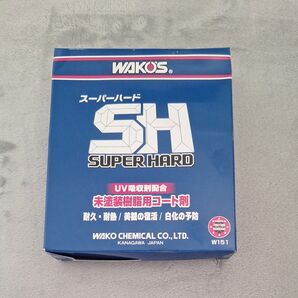 WAKO'S®
スーパーハード
SH
SUPER HARD
UV吸収剤配合
未塗装樹脂用コート剤
耐久・耐熱/美観の復活/白化の予防
WAKO CHEMICAL CO., LTD.
KANAGAWA JAPAN
W151